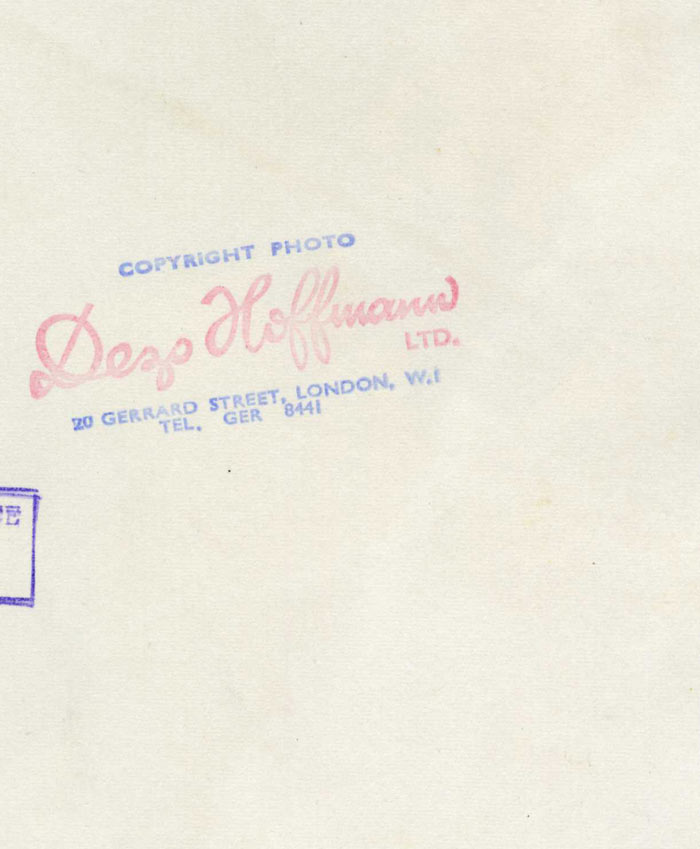 COPYRIGHT PHOTO
Dezo Hoffmann
LTD.
20 GERRARD STREET, LONDON, W.1
TEL. GER 8441